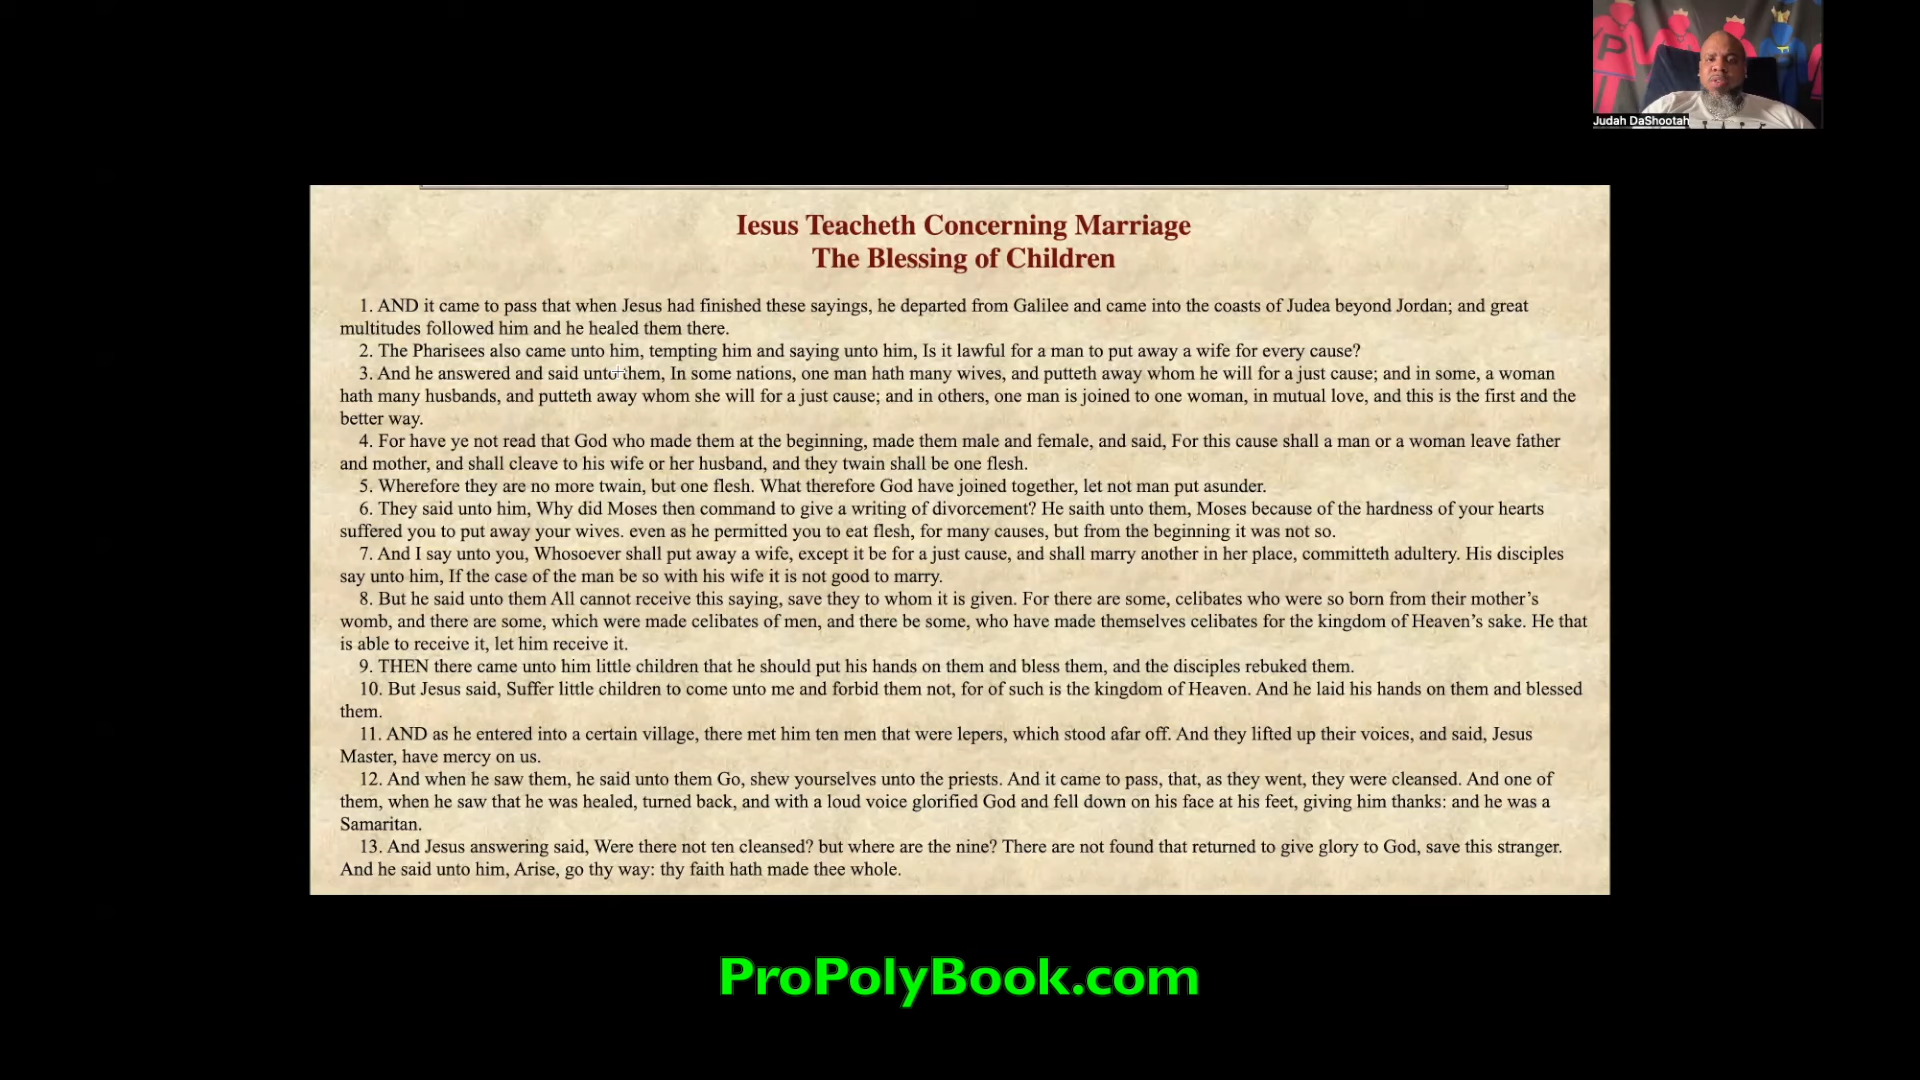 Judah DaShootah
Iesus Teacheth Concerning Marriage
The Blessing of Children
1. AND it came to pass that when Jesus had finished these sayings, he departed from Galilee and came into the coasts of Judea beyond Jordan; and great
multitudes followed him and he healed them there.
2. The Pharisees also came unto him, tempting him and saying unto him, Is it lawful for a man to put away a wife for every cause?
3. And he answered and said unto them, In some nations, one man hath many wives, and putteth away whom he will for a just cause; and in some, a woman
hath many husbands, and putteth away whom she will for a just cause; and in others, one man is joined to one woman, in mutual love, and this is the first and the
better way.
4. For have ye not read that God who made them at the beginning, made them male and female, and said, For this cause shall a man or a woman leave father
and mother, and shall cleave to his wife or her husband, and they twain shall be one flesh.
5. Wherefore they are no more twain, but one flesh. What therefore God have joined together, let not man put asunder.
6. They said unto him, Why did Moses then command to give a writing of divorcement? He saith unto them, Moses because of the hardness of your hearts
suffered you to put away your wives. even as he permitted you to eat flesh, for many causes, but from the beginning it was not so.
7. And I say unto you, Whosoever shall put away a wife, except it be for a just cause, and shall marry another in her place, committeth adultery. His disciples
say unto him, If the case of the man be so with his wife it is not good to marry.
8. But he said unto them All cannot receive this saying, save they to whom it is given. For there are some, celibates who were so born from their mother's
womb, and there are some, which were made celibates of men, and there be some, who have made themselves celibates for the kingdom of Heaven's sake. He that
is able to receive it, let him receive it.
9. THEN there came unto him little children that he should put his hands on them and bless them, and the disciples rebuked them.
10. But Jesus said, Suffer little children to come unto me and forbid them not, for of such is the kingdom of Heaven. And he laid his hands on them and blessed
them.
11. AND as he entered into a certain village, there met him ten men that were lepers, which stood afar off. And they lifted up their voices, and said, Jesus
Master, have mercy on us.
12. And when he saw them, he said unto them Go, shew yourselves unto the priests. And it came to pass, that, as they went, they were cleansed. And one of
them, when he saw that he was healed, turned back, and with a loud voice glorified God and fell down on his face at his feet, giving him thanks: and he was a
Samaritan.
13. And Jesus answering said, Were there not ten cleansed? but where are the nine? There are not found that returned to give glory to God, save this stranger.
And he said unto him, Arise, go thy way: thy faith hath made thee whole.
ProPolyBook.com